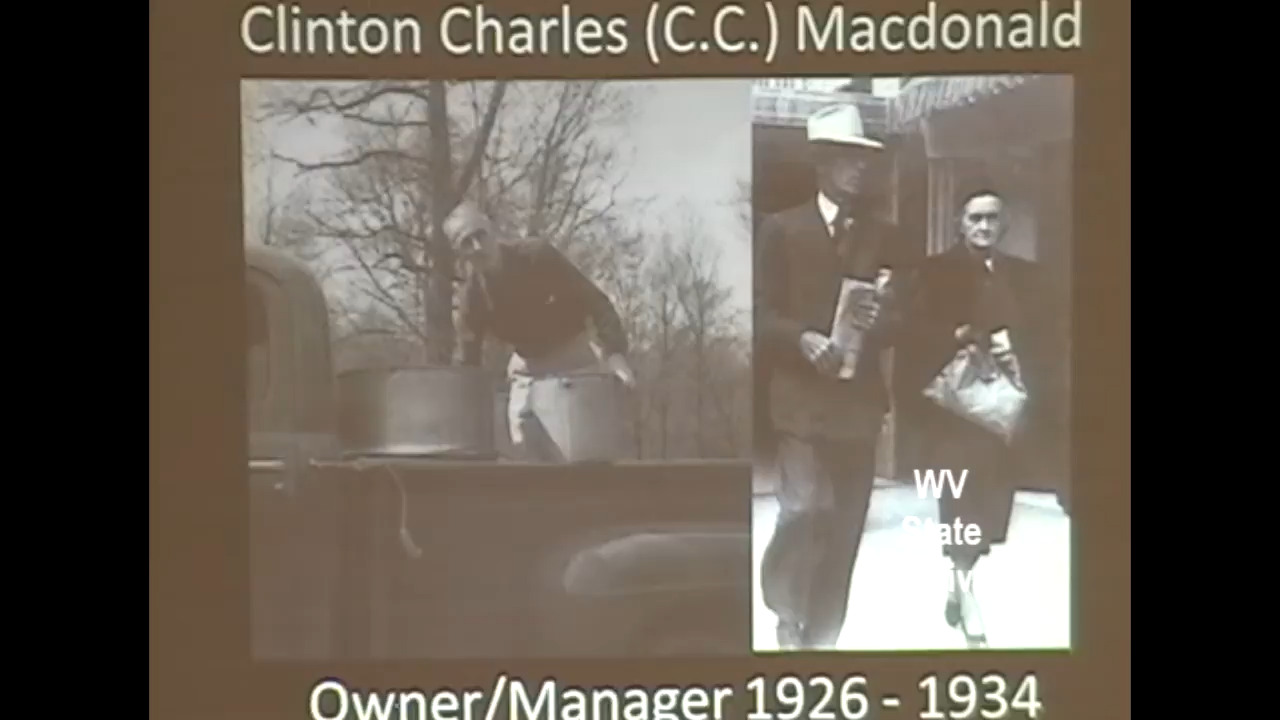 Clinton Charles (C.C.) Macdonald
WV
State
Owner/Manager 1926 - 1934